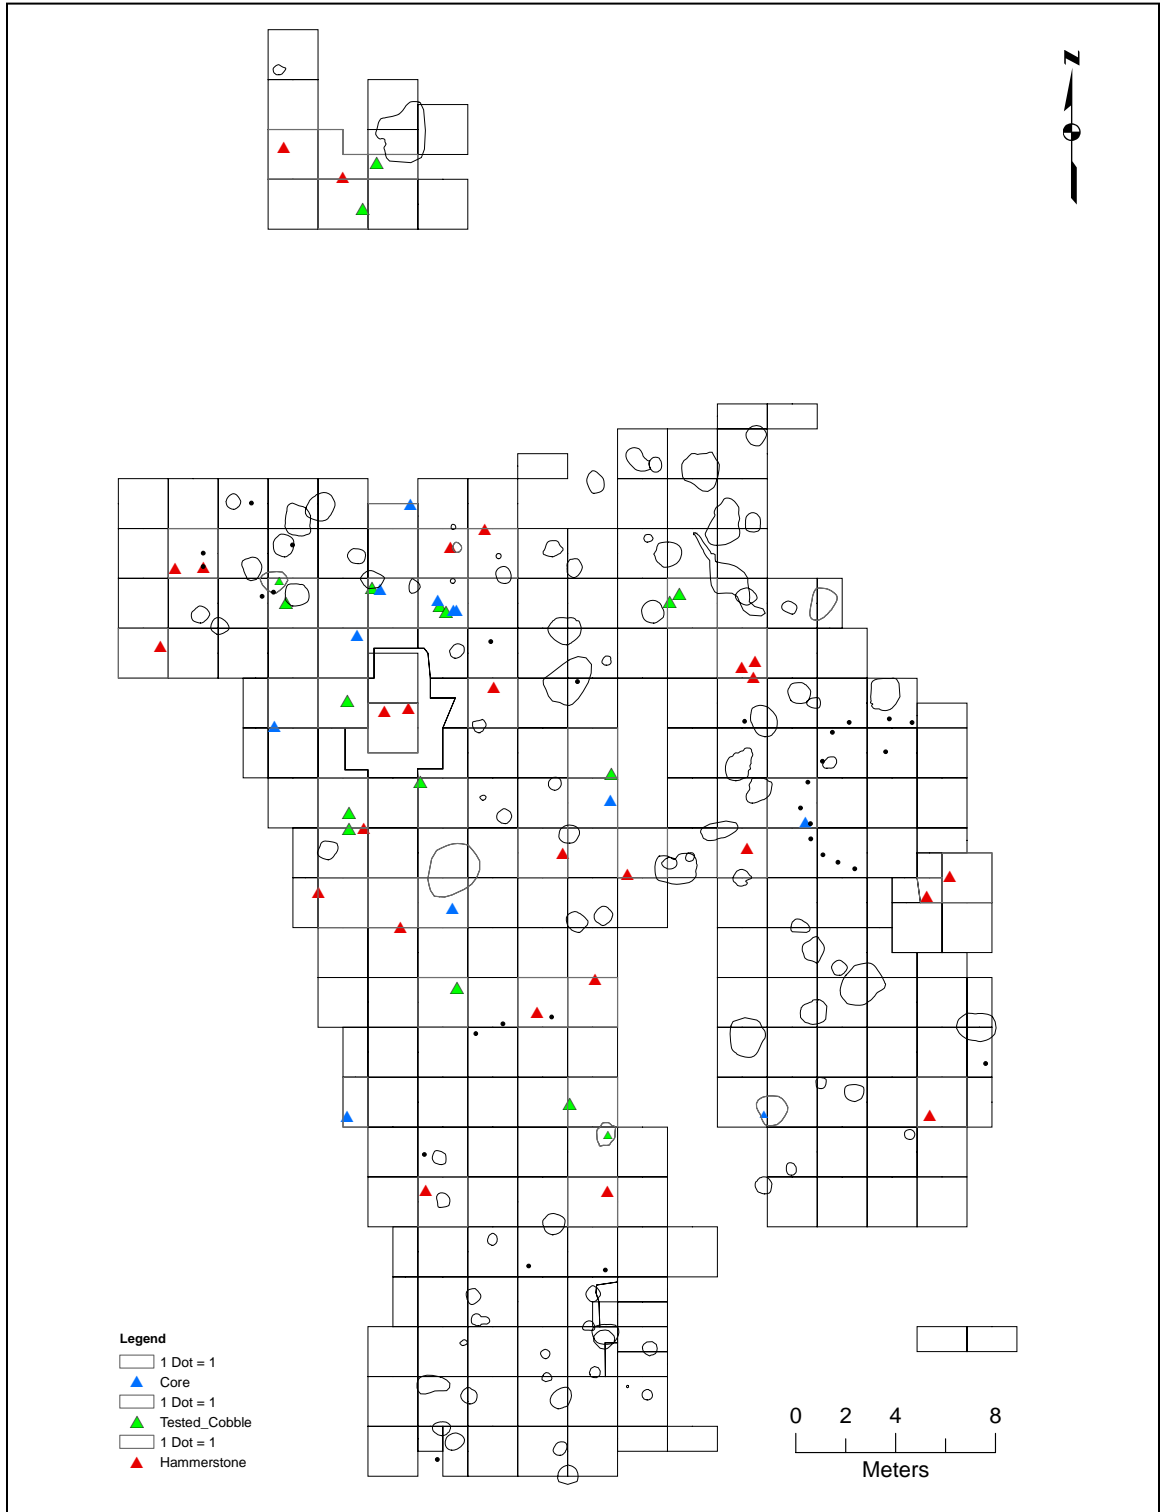 N
Legend
1 Dot = 1
Core
1 Dot = 1
Tested_Cobble
1 Dot = 1
Hammerstone
0 2 4 8
Meters